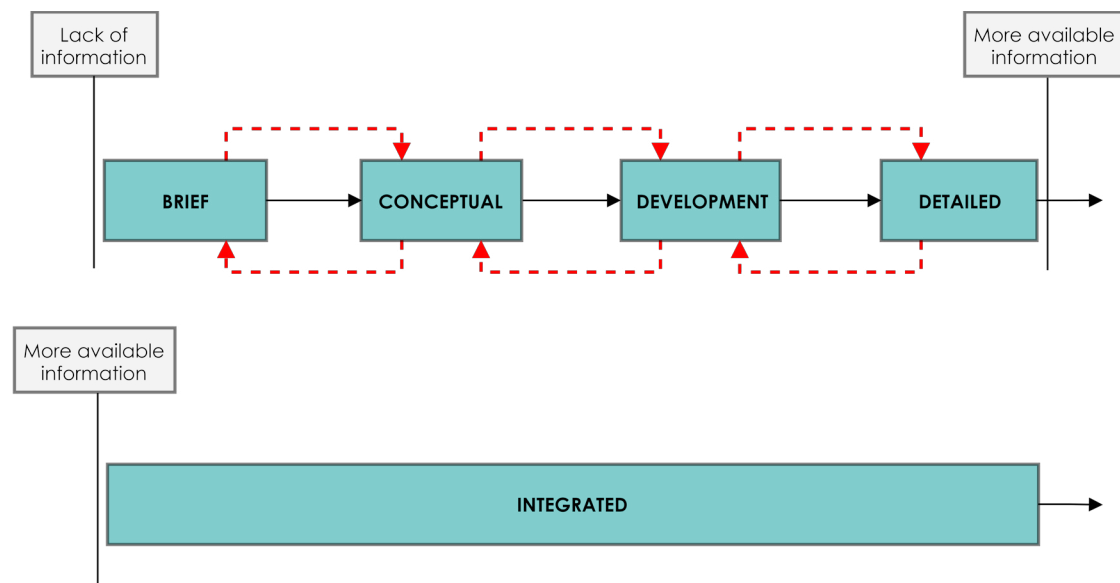 Lack of
information
More available
information
BRIEF
CONCEPTUAL
DEVELOPMENT
DETAILED
More available
information
INTEGRATED